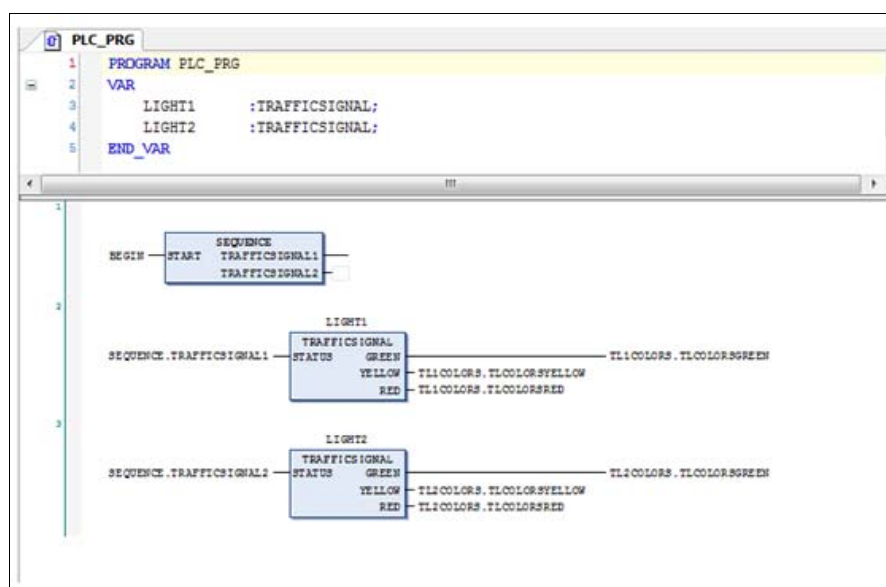 PLC_PRG
1 PROGRAM PLC_PRG
2 VAR
3 LIGHT1 :TRAFFICSIGNAL;
4 LIGHT2 :TRAFFICSIGNAL;
5 END_VAR
1
SEQUENCE
BEGIN START TRAFFICSIGNAL1
TRAFFICSIGNAL2
2
LIGHT1
TRAFFICSIGNAL
SEQUENCE.TRAFFICSIGNAL1 STATUS GREEN TL1COLORS.TLCOLORSGREEN
YELLOW TL1COLORS.TLCOLORSYELLOW
RED TL1COLORS.TLCOLORSRED
3
LIGHT2
TRAFFICSIGNAL
SEQUENCE.TRAFFICSIGNAL2 STATUS GREEN TL2COLORS.TLCOLORSGREEN
YELLOW TL2COLORS.TLCOLORSYELLOW
RED TL2COLORS.TLCOLORSRED